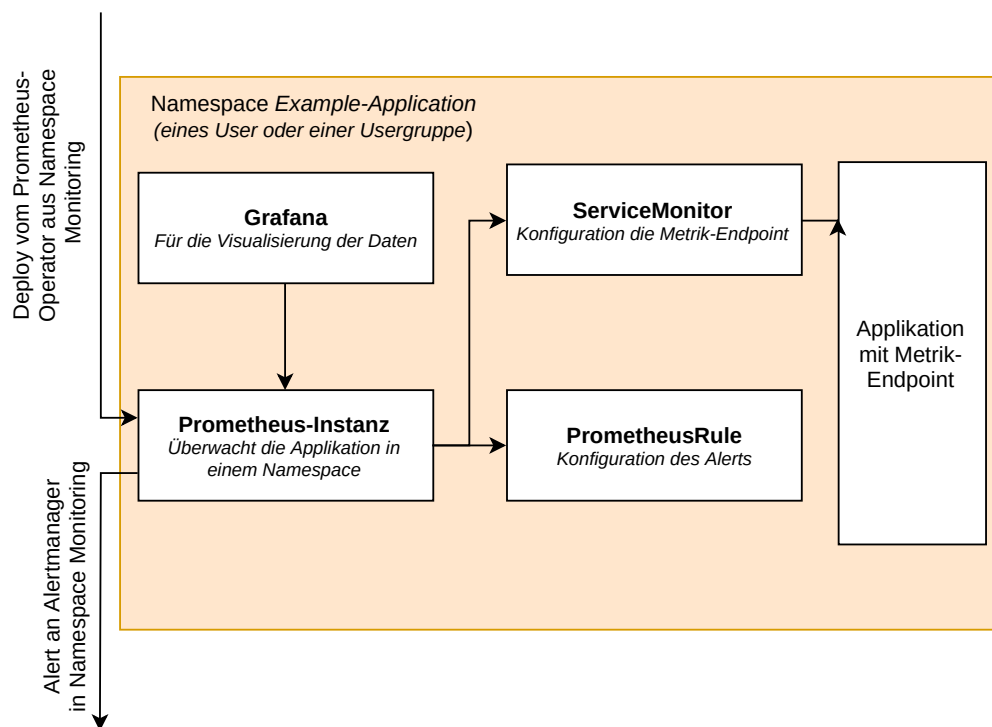 Deploy vom Prometheus-
Operator aus Namespace
Monitoring
Namespace Example-Application
(eines User oder einer Usergruppe)
Grafana
Für die Visualisierung der Daten
ServiceMonitor
Konfiguration die Metrik-Endpoint
Applikation
mit Metrik-
Endpoint
Prometheus-Instanz
Überwacht die Applikation in
einem Namespace
PrometheusRule
Konfiguration des Alerts
Alert an Alertmanager
in Namespace Monitoring